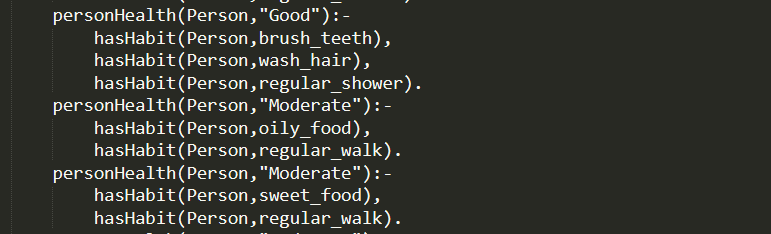 personHealth(Person,"Good"):-
hasHabit(Person,brush_teeth),
hasHabit(Person,wash_hair),
hasHabit(Person,regular_shower).
personHealth(Person,"Moderate"):-
hasHabit(Person,oily_food),
hasHabit(Person,regular_walk).
personHealth(Person,"Moderate"):-
hasHabit(Person,sweet_food),
hasHabit(Person,regular_walk).